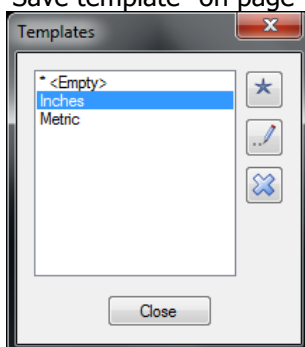 Save template" on page
Templates
* <Empty>
Inches
Metric
Close